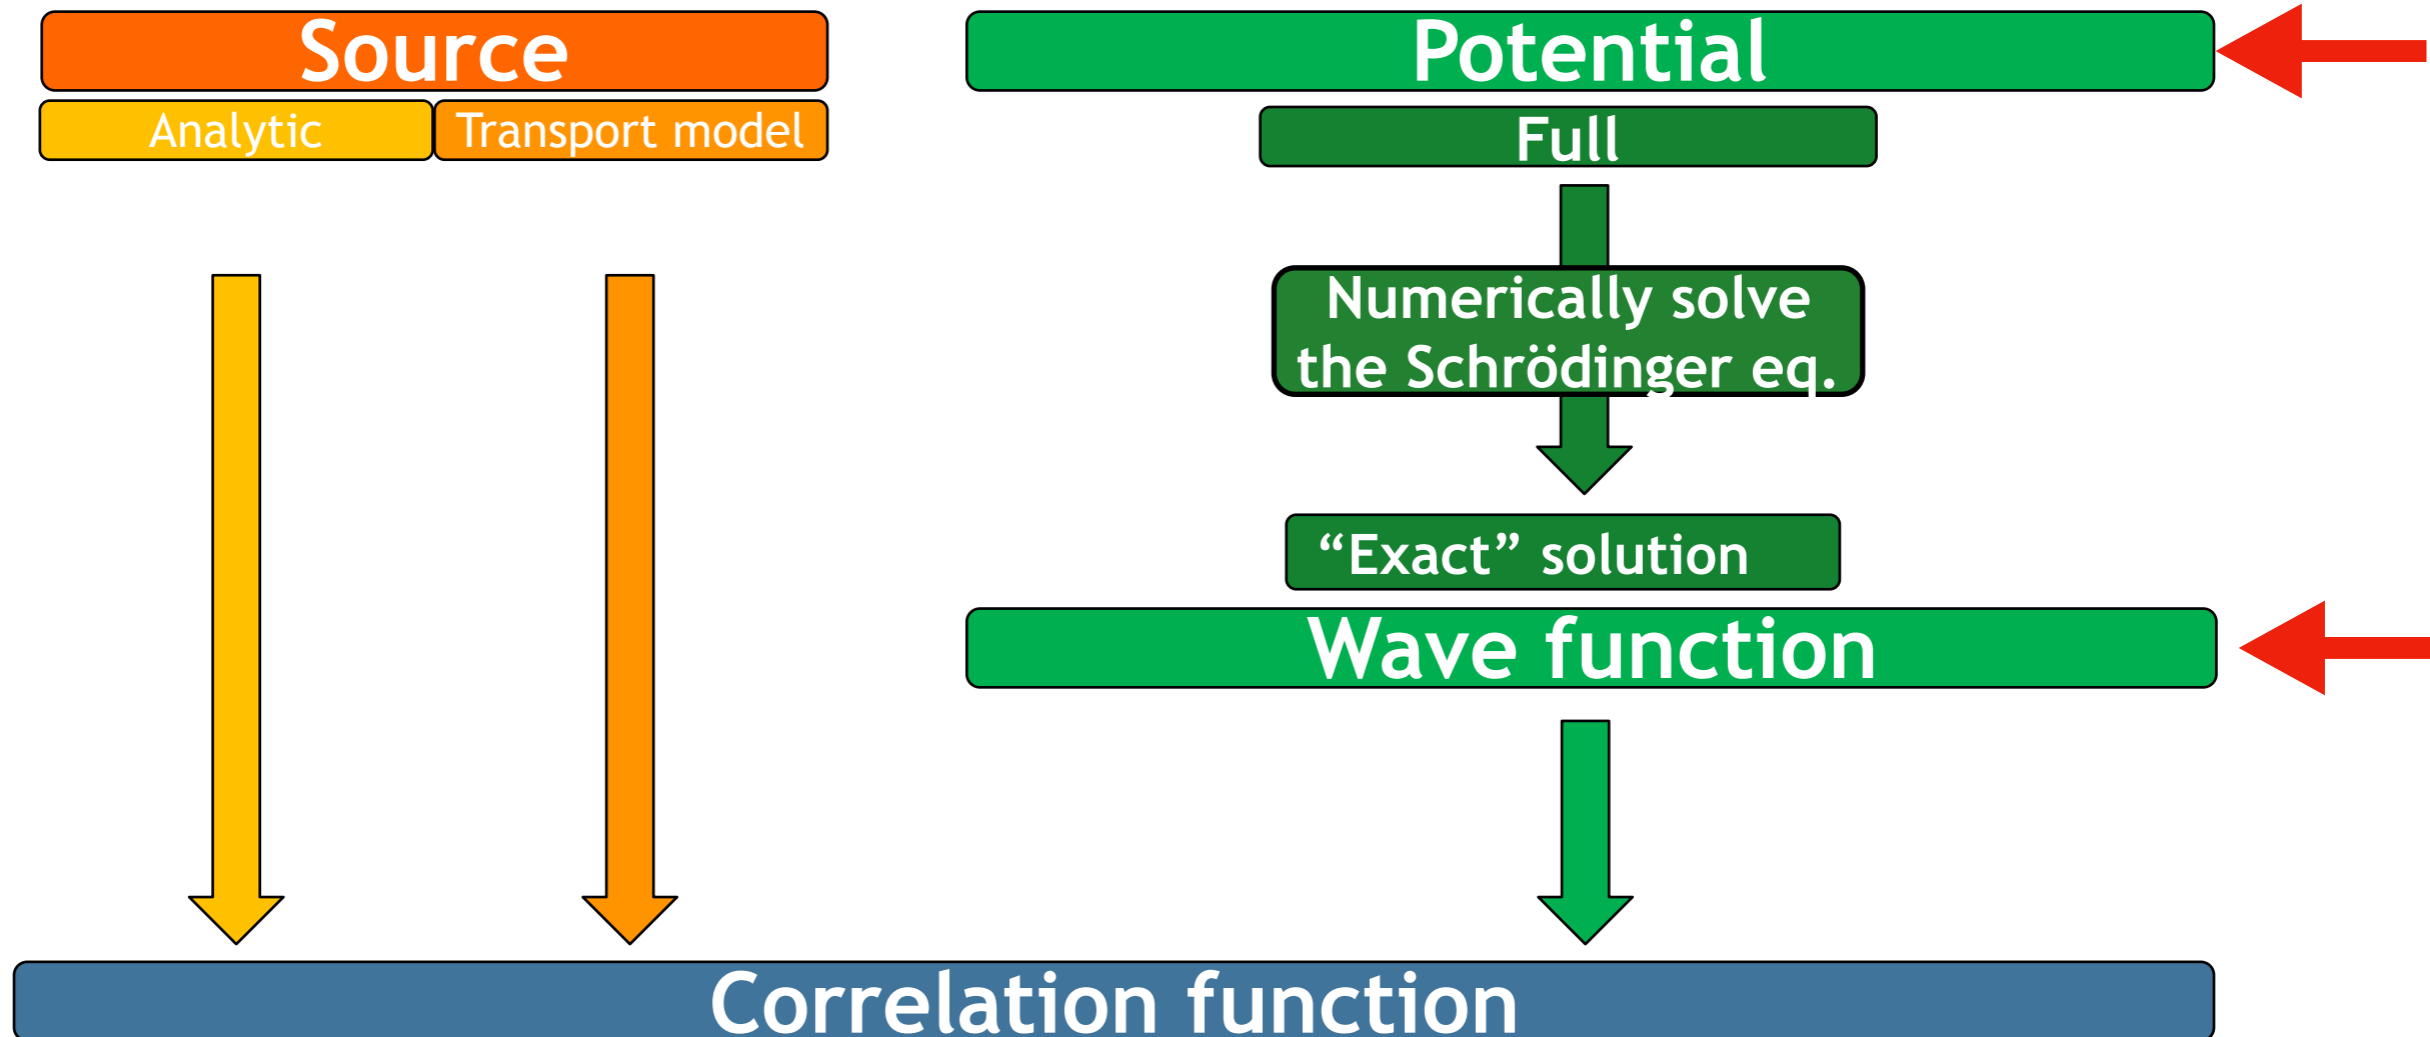 Source
Potential
Analytic
Transport model
Full
Numerically solve
the Schrödinger eq.
“Exact” solution
Wave function
Correlation function